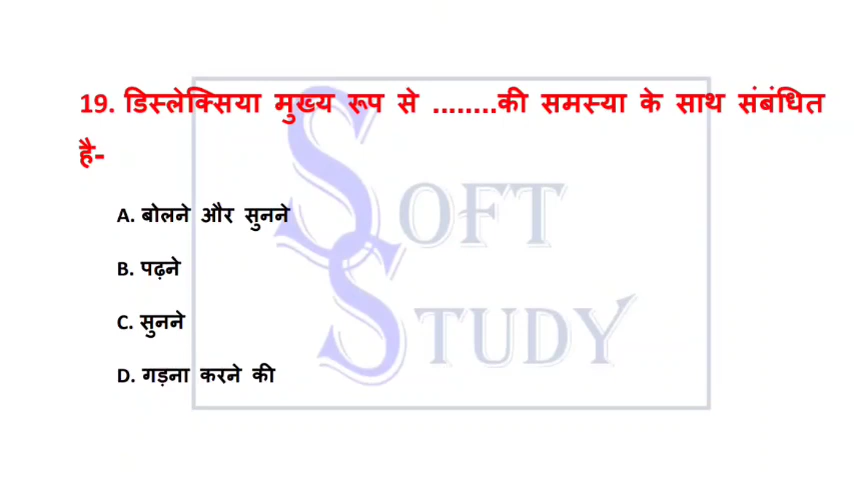 19. डिस्लेक्सिया मुख्य रूप से ........की समस्या के साथ संबंधित
है-
A. बोलने और सुनने
B. पढ़ने
C. सुनने
D. गड़ना करने की
SOFT
STUDY